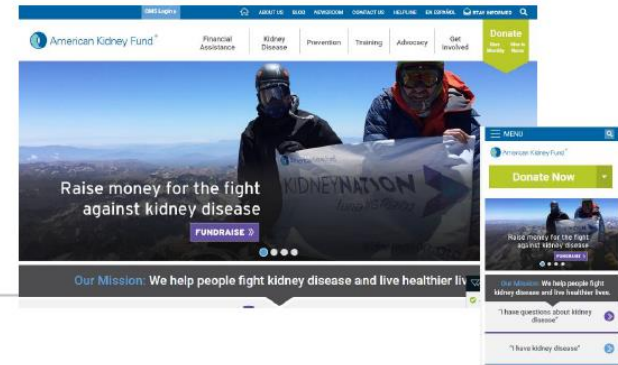 GMS Login
ABOUT US BLOG NEWSROOM CONTACT US HELPLINE EN ESPAÑOL STAY INFORMED
American Kidney Fund®
Financial Assistance
Kidney Disease
Prevention
Training
Advocacy
Get Involved
Donate
KIDNEYNATION
Raise money for the fight
against kidney disease
FUNDRAISE »
Our Mission: We help people fight kidney disease and live healthier liv
MENU
American Kidney Fund®
Donate Now
Raise money for the fight
against kidney disease
FUNDRAISE
Our Mission: We help people fight
kidney disease and live healthier lives.
"I have questions about kidney
disease"
"I have kidney disease"